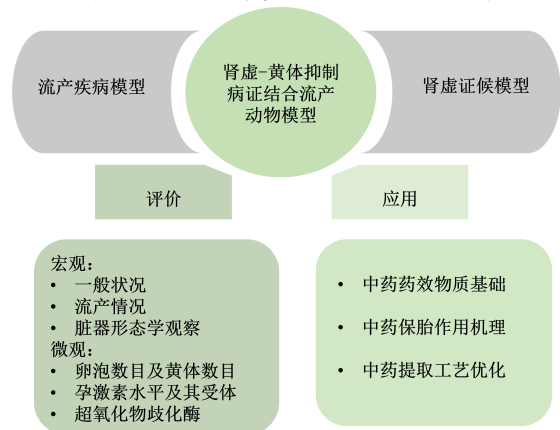 流产疾病模型
肾虚-黄体抑制
病证结合流产
动物模型
肾虚证候模型
评价
应用
宏观:
• 一般状况
• 流产情况
• 脏器形态学观察
微观:
• 卵泡数目及黄体数目
• 孕激素水平及其受体
• 超氧化物歧化酶
• 中药药效物质基础
• 中药保胎作用机理
• 中药提取工艺优化